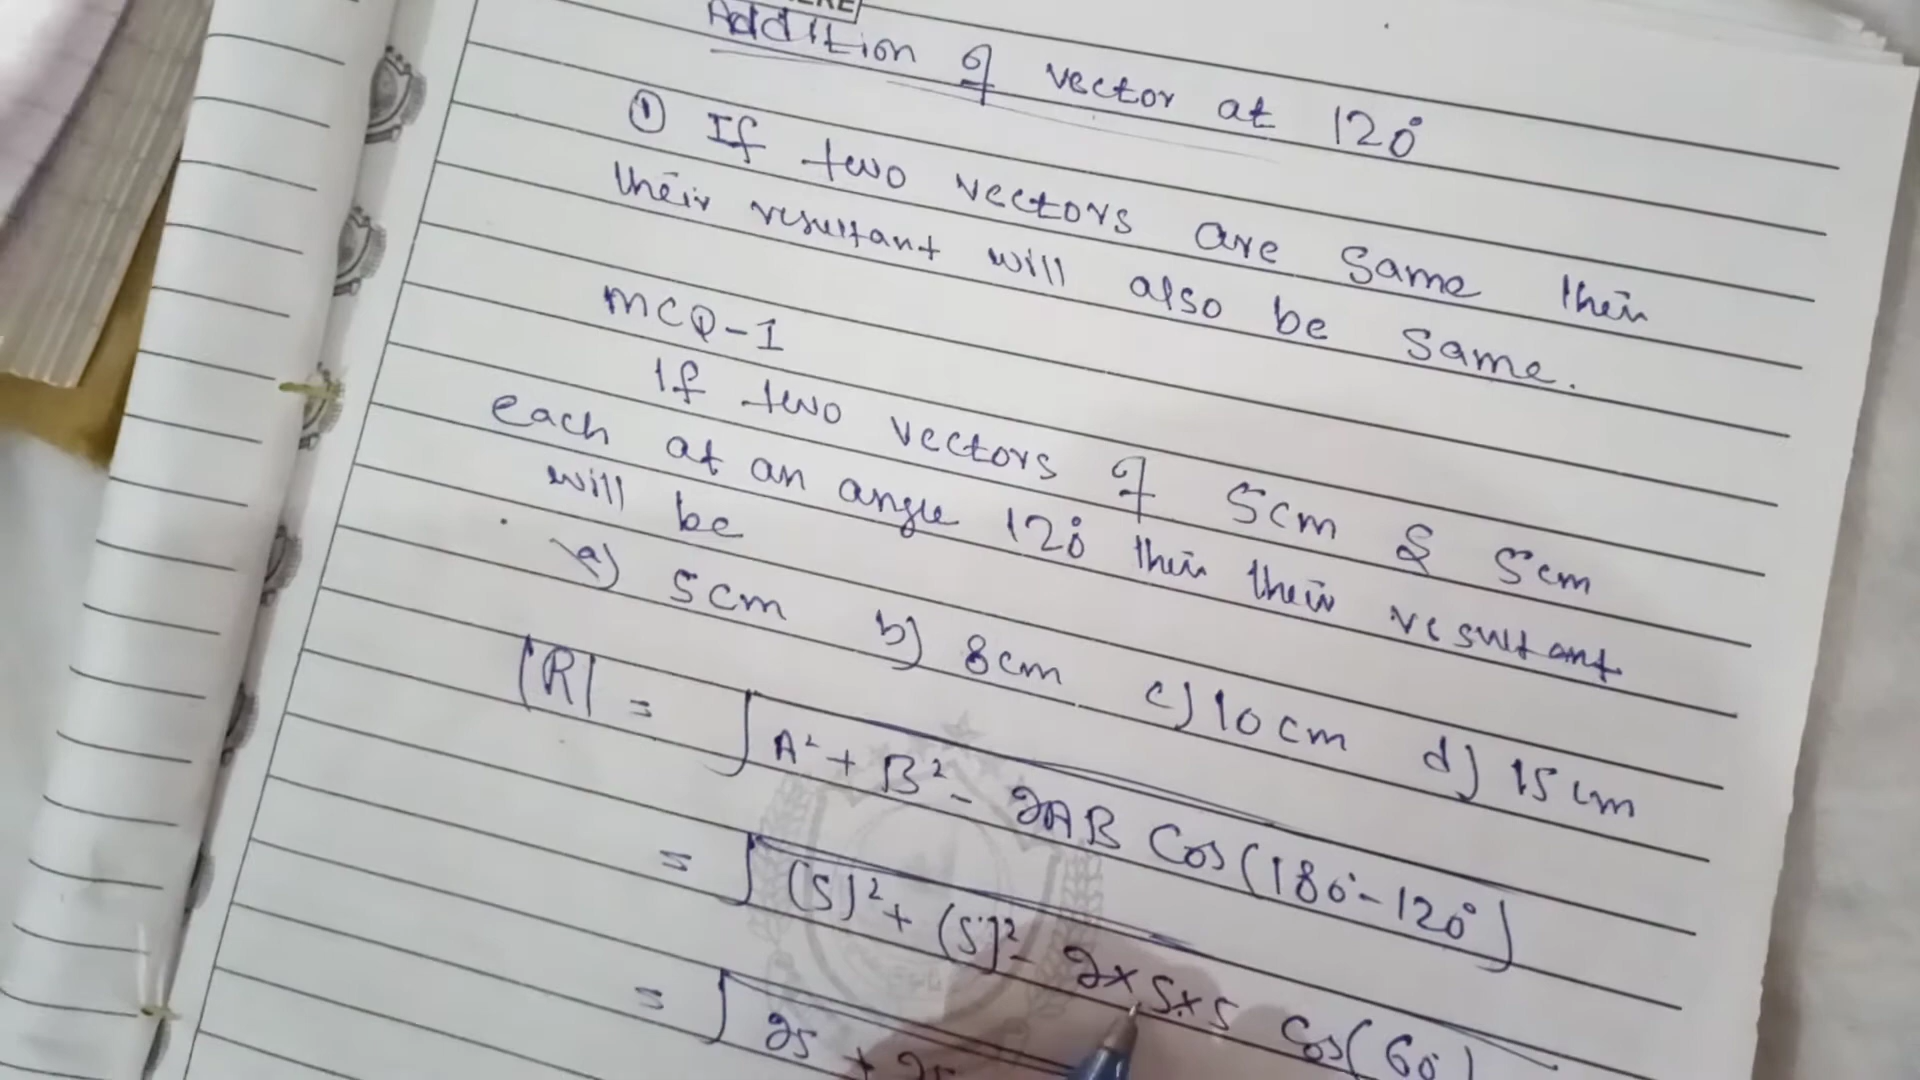 Addition of vector at 120°
① If two vectors are same then
their resultant will also be same.
MCQ-1
If two vectors of 5cm & 5cm
each at an angle 120° then their resultant
will be
a) 5cm b) 8cm c) 10cm d) 15cm
|R| = √A² + B² - 2AB Cos(180°-120°)
= √(5)² + (5)² - 2×5×5 Cos(60°)
= √25 + 25